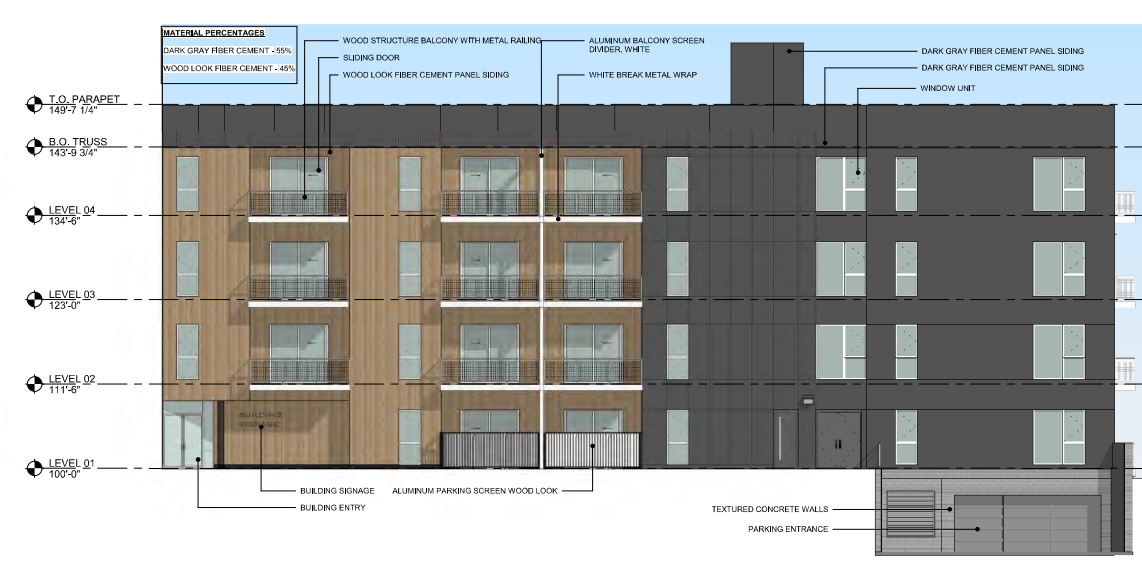 MATERIAL PERCENTAGES
DARK GRAY FIBER CEMENT - 55%
WOOD LOOK FIBER CEMENT - 45%
WOOD STRUCTURE BALCONY WITH METAL RAILING
SLIDING DOOR
WOOD LOOK FIBER CEMENT PANEL SIDING
ALUMINUM BALCONY SCREEN
DIVIDER, WHITE
WHITE BREAK METAL WRAP
DARK GRAY FIBER CEMENT PANEL SIDING
DARK GRAY FIBER CEMENT PANEL SIDING
WINDOW UNIT
T.O. PARAPET
149'-7 1/4"
B.O. TRUSS
143'-9 3/4"
LEVEL 04
134'-6"
LEVEL 03
123'-0"
LEVEL 02
111'-6"
BUILDING
SIGNAGE
LEVEL 01
100'-0"
BUILDING SIGNAGE
ALUMINUM PARKING SCREEN WOOD LOOK
BUILDING ENTRY
TEXTURED CONCRETE WALLS
PARKING ENTRANCE